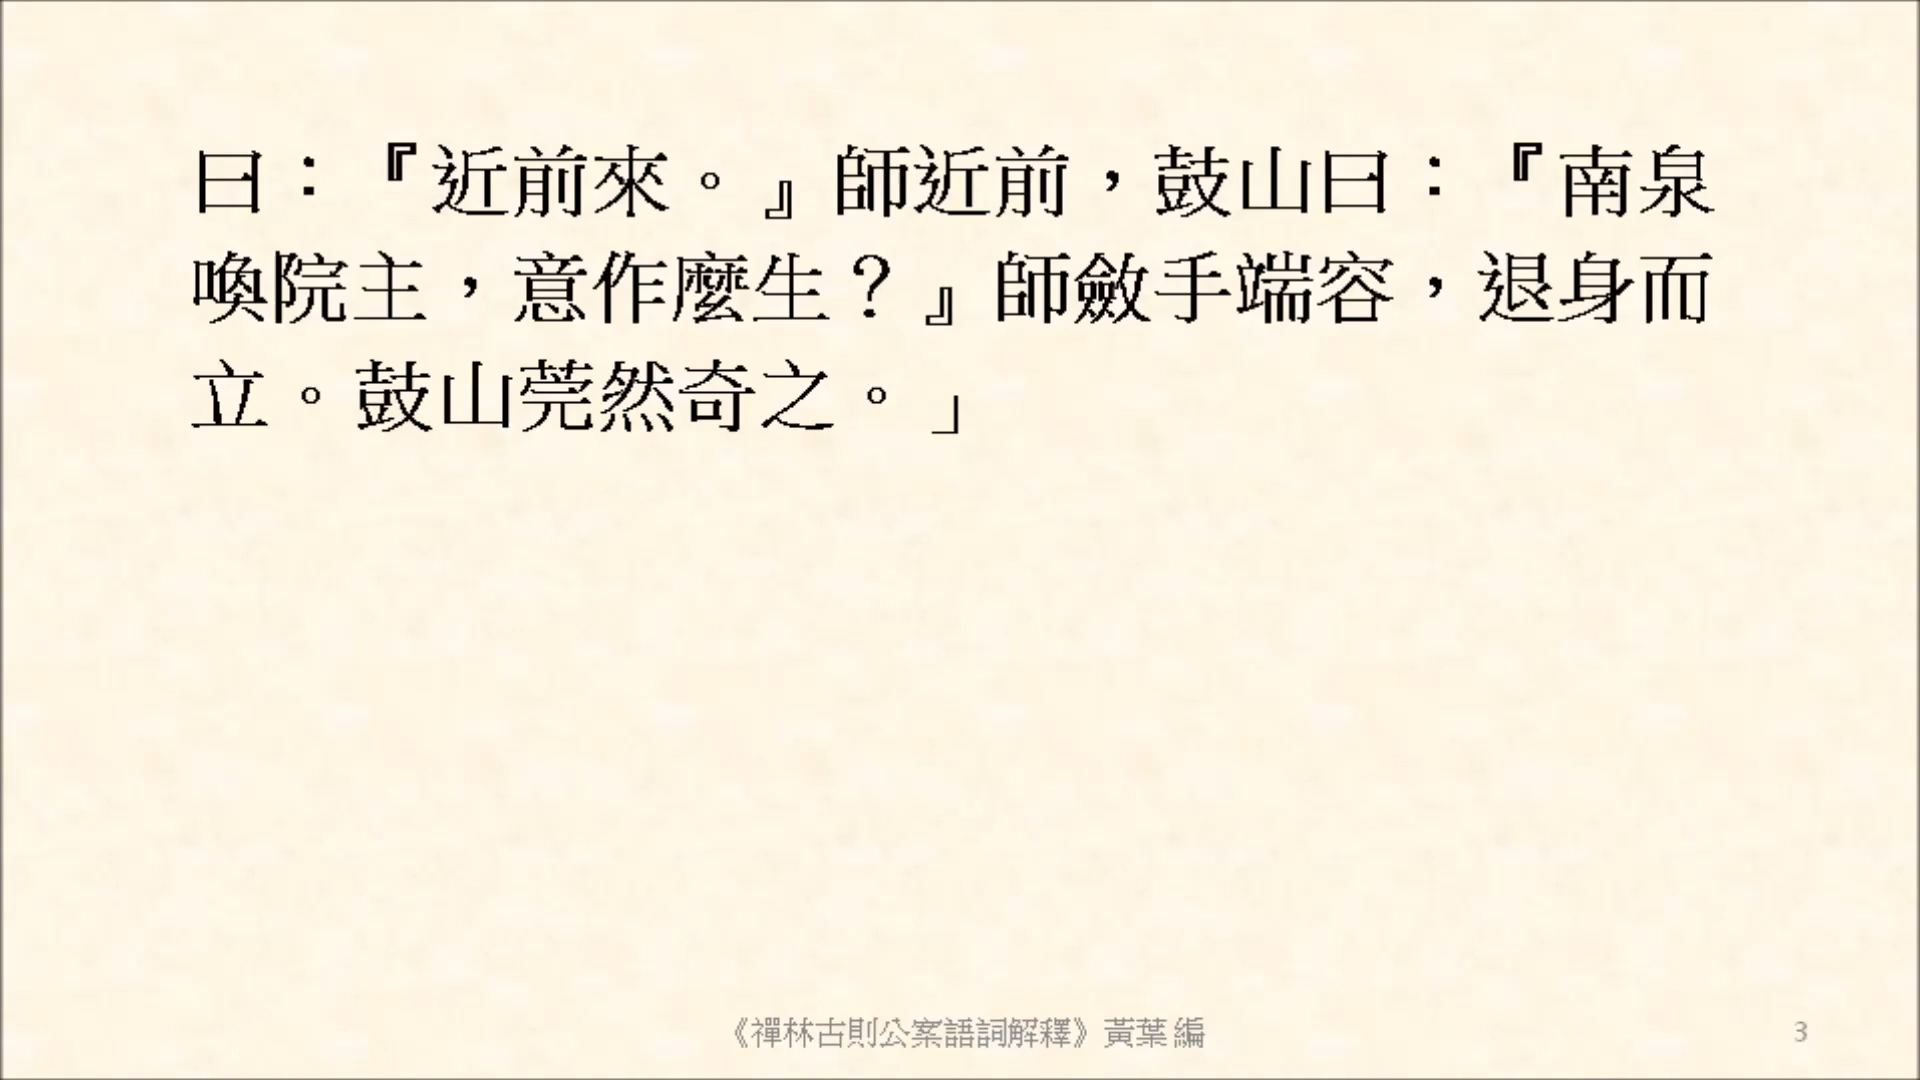 曰：『近前來。』師近前，鼓山曰：『南泉
喚院主，意作麼生？』師斂手端容，退身而
立。鼓山莞然奇之。」
《禪林古則公案語詞解釋》黃葉 編
3